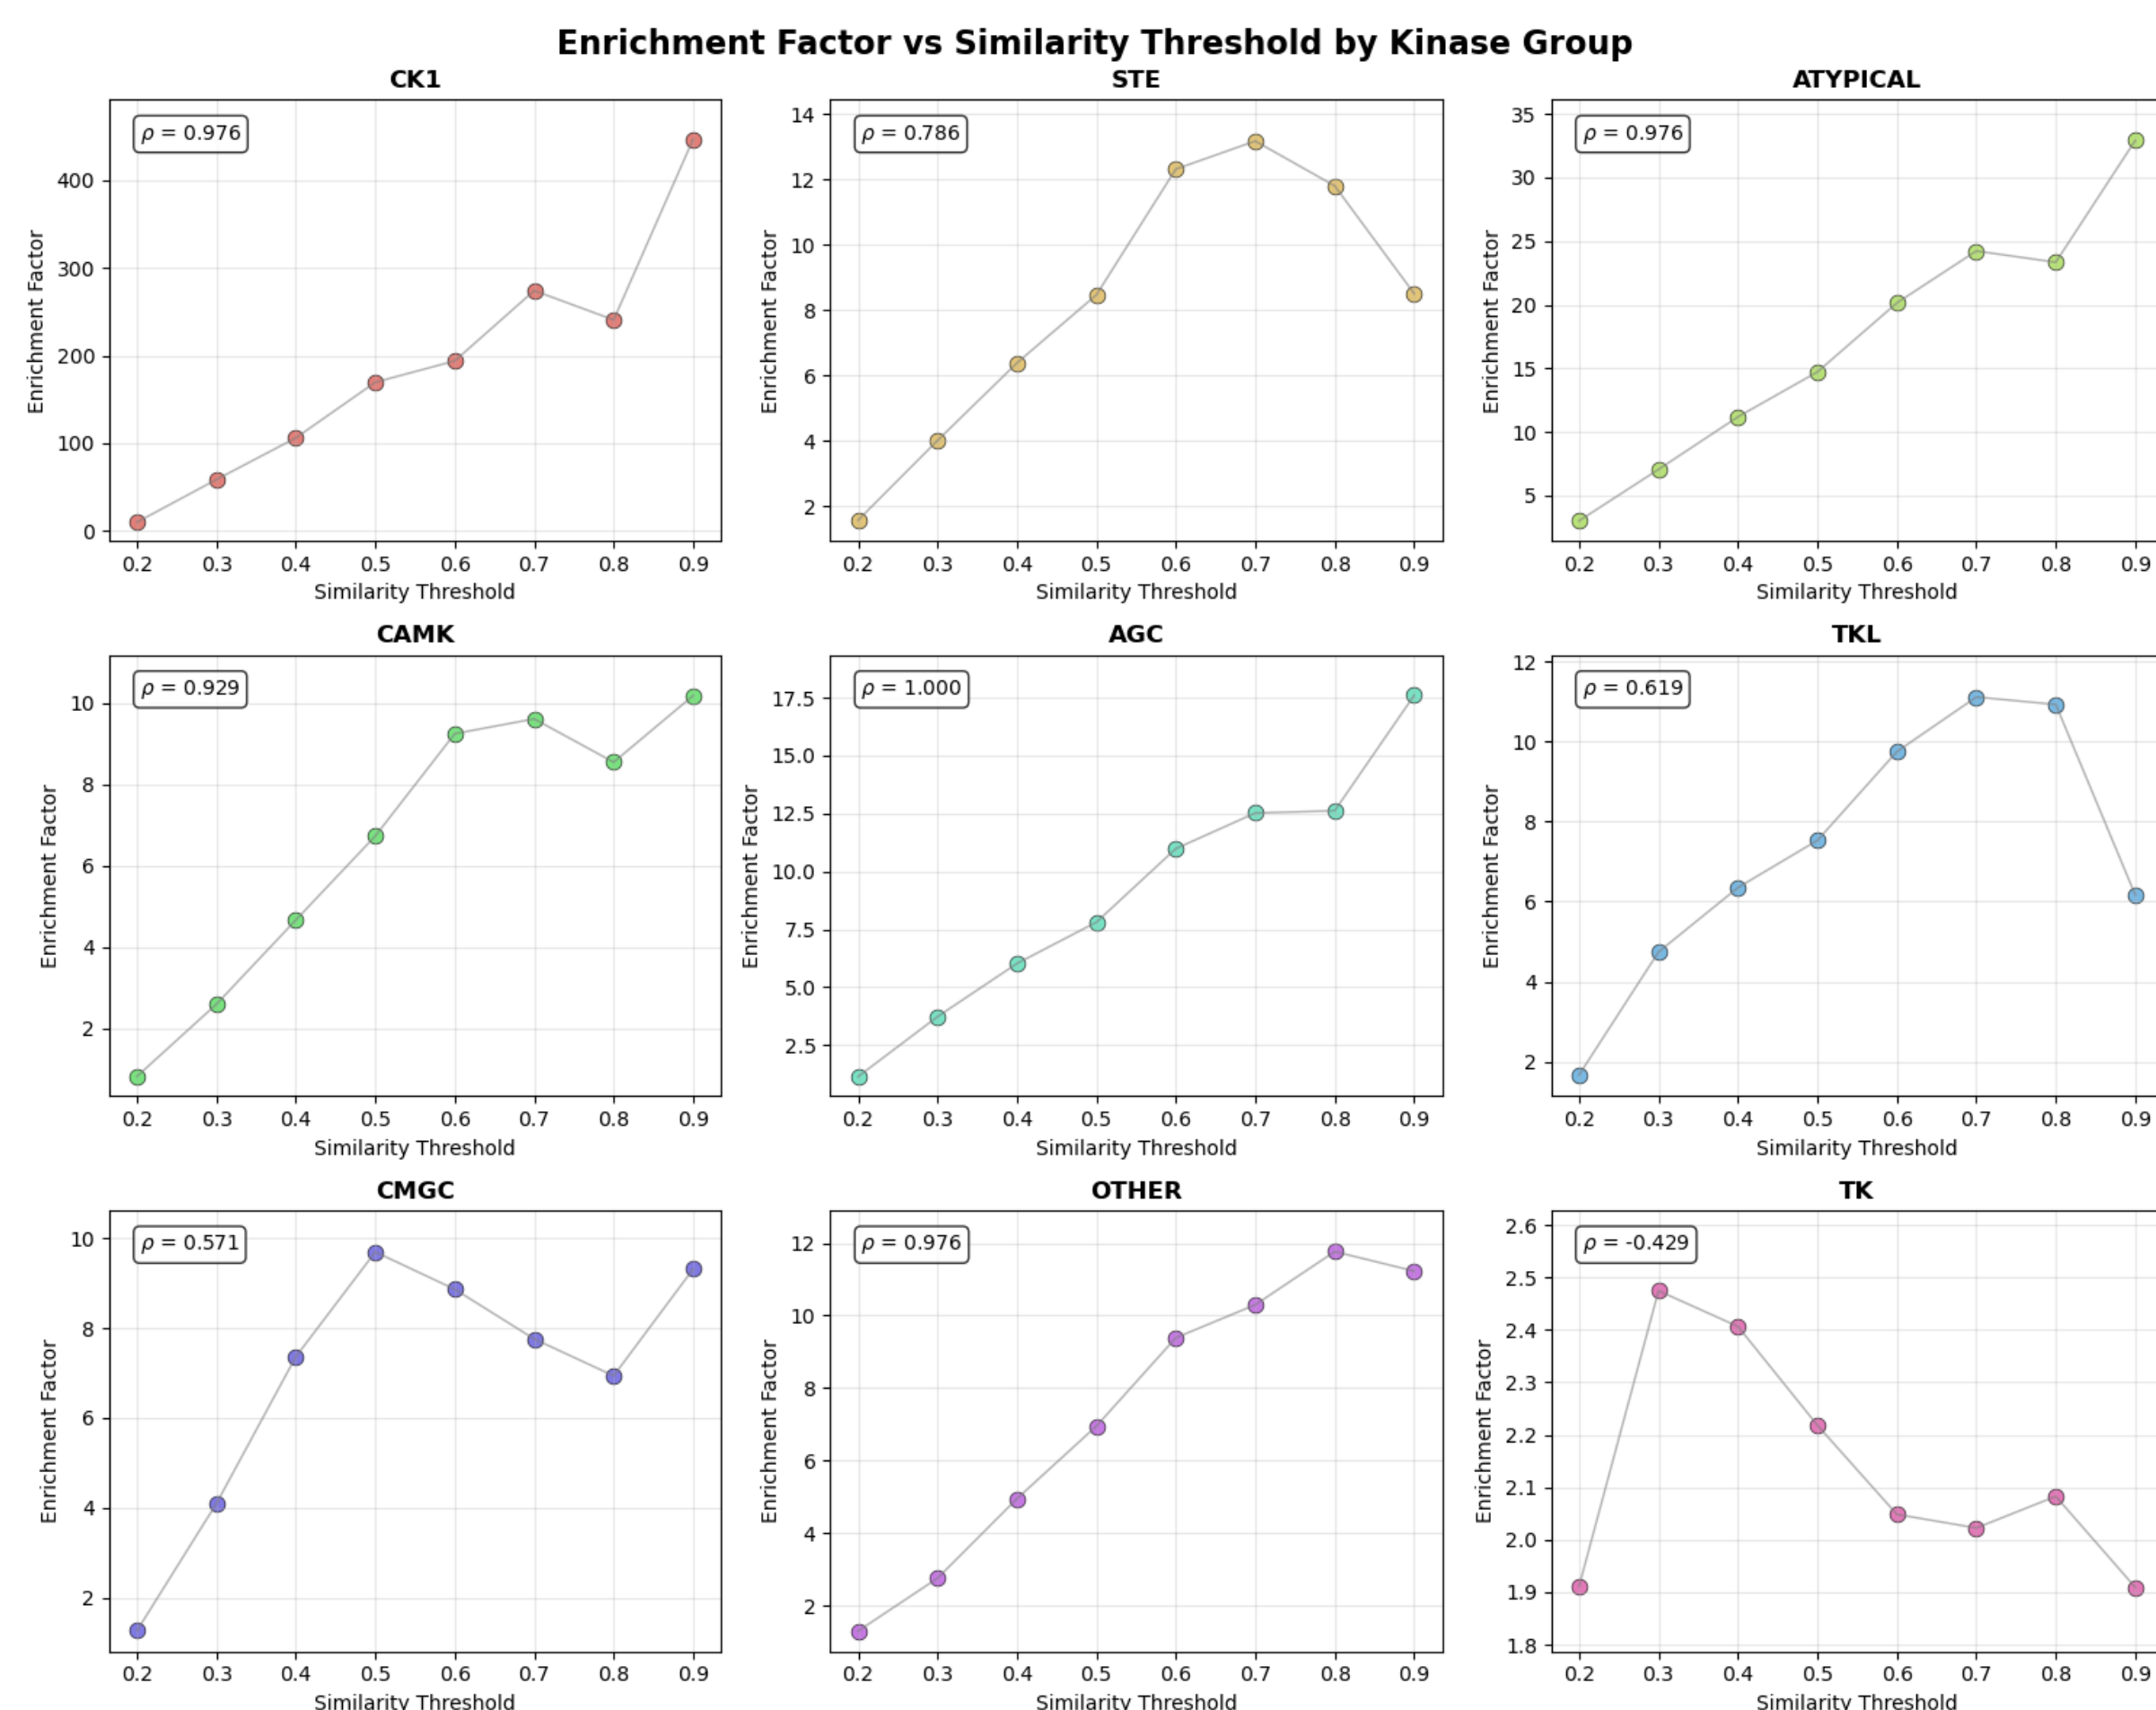 Enrichment Factor vs Similarity Threshold by Kinase Group
CK1
ρ = 0.976
Enrichment Factor
400
300
200
100
0
0.2 0.3 0.4 0.5 0.6 0.7 0.8 0.9
Similarity Threshold
STE
ρ = 0.786
Enrichment Factor
14
12
10
8
6
4
2
0.2 0.3 0.4 0.5 0.6 0.7 0.8 0.9
Similarity Threshold
ATYPICAL
ρ = 0.976
Enrichment Factor
35
30
25
20
15
10
5
0.2 0.3 0.4 0.5 0.6 0.7 0.8 0.9
Similarity Threshold
CAMK
ρ = 0.929
Enrichment Factor
10
8
6
4
2
0.2 0.3 0.4 0.5 0.6 0.7 0.8 0.9
Similarity Threshold
AGC
ρ = 1.000
Enrichment Factor
17.5
15.0
12.5
10.0
7.5
5.0
2.5
0.2 0.3 0.4 0.5 0.6 0.7 0.8 0.9
Similarity Threshold
TKL
ρ = 0.619
Enrichment Factor
12
10
8
6
4
2
0.2 0.3 0.4 0.5 0.6 0.7 0.8 0.9
Similarity Threshold
CMGC
ρ = 0.571
Enrichment Factor
10
8
6
4
2
0.2 0.3 0.4 0.5 0.6 0.7 0.8 0.9
Similarity Threshold
OTHER
ρ = 0.976
Enrichment Factor
12
10
8
6
4
2
0.2 0.3 0.4 0.5 0.6 0.7 0.8 0.9
Similarity Threshold
TK
ρ = -0.429
Enrichment Factor
2.6
2.5
2.4
2.3
2.2
2.1
2.0
1.9
1.8
0.2 0.3 0.4 0.5 0.6 0.7 0.8 0.9
Similarity Threshold